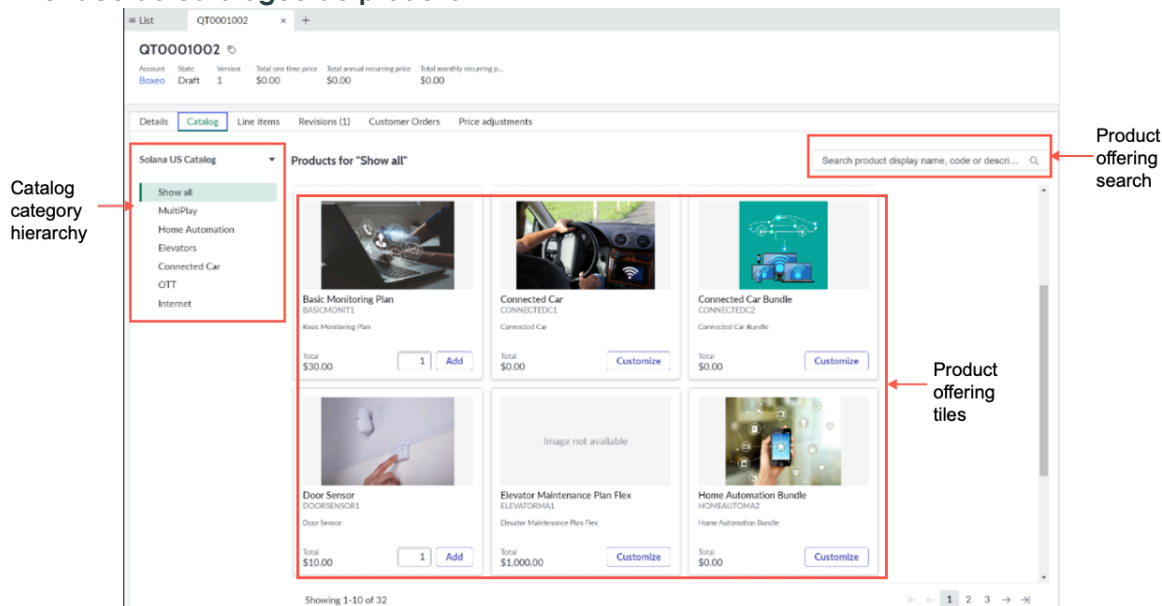 List
QT0001002 × +
QT0001002
Account State Version Total one time price Total annual recurring price Total monthly recurring p...
Boxeo Draft 1 $0.00 $0.00 $0.00
Details Catalog Line items Revisions (1) Customer Orders Price adjustments
Solana US Catalog
Products for "Show all"
Search product display name, code or descri...
Product
offering
search
Catalog
category
hierarchy
Show all
MultiPlay
Home Automation
Elevators
Connected Car
OTT
Internet
Basic Monitoring Plan
BASICMONIT1
Basic Monitoring Plan
Total
$30.00 1 Add
Connected Car
CONNECTEDC1
Connected Car
Total
$0.00 Customize
Connected Car Bundle
CONNECTEDC2
Connected Car Bundle
Total
$0.00 Customize
Product
offering
tiles
Door Sensor
DOORSENSOR1
Door Sensor
Total
$10.00 1 Add
Image not available
Elevator Maintenance Plan Flex
ELEVATORMA1
Elevator Maintenance Plan Flex
Total
$1,000.00 Customize
Home Automation Bundle
HOMEAUTOMA2
Home Automation Bundle
Total
$0.00 Customize
Showing 1-10 of 32
1 2 3